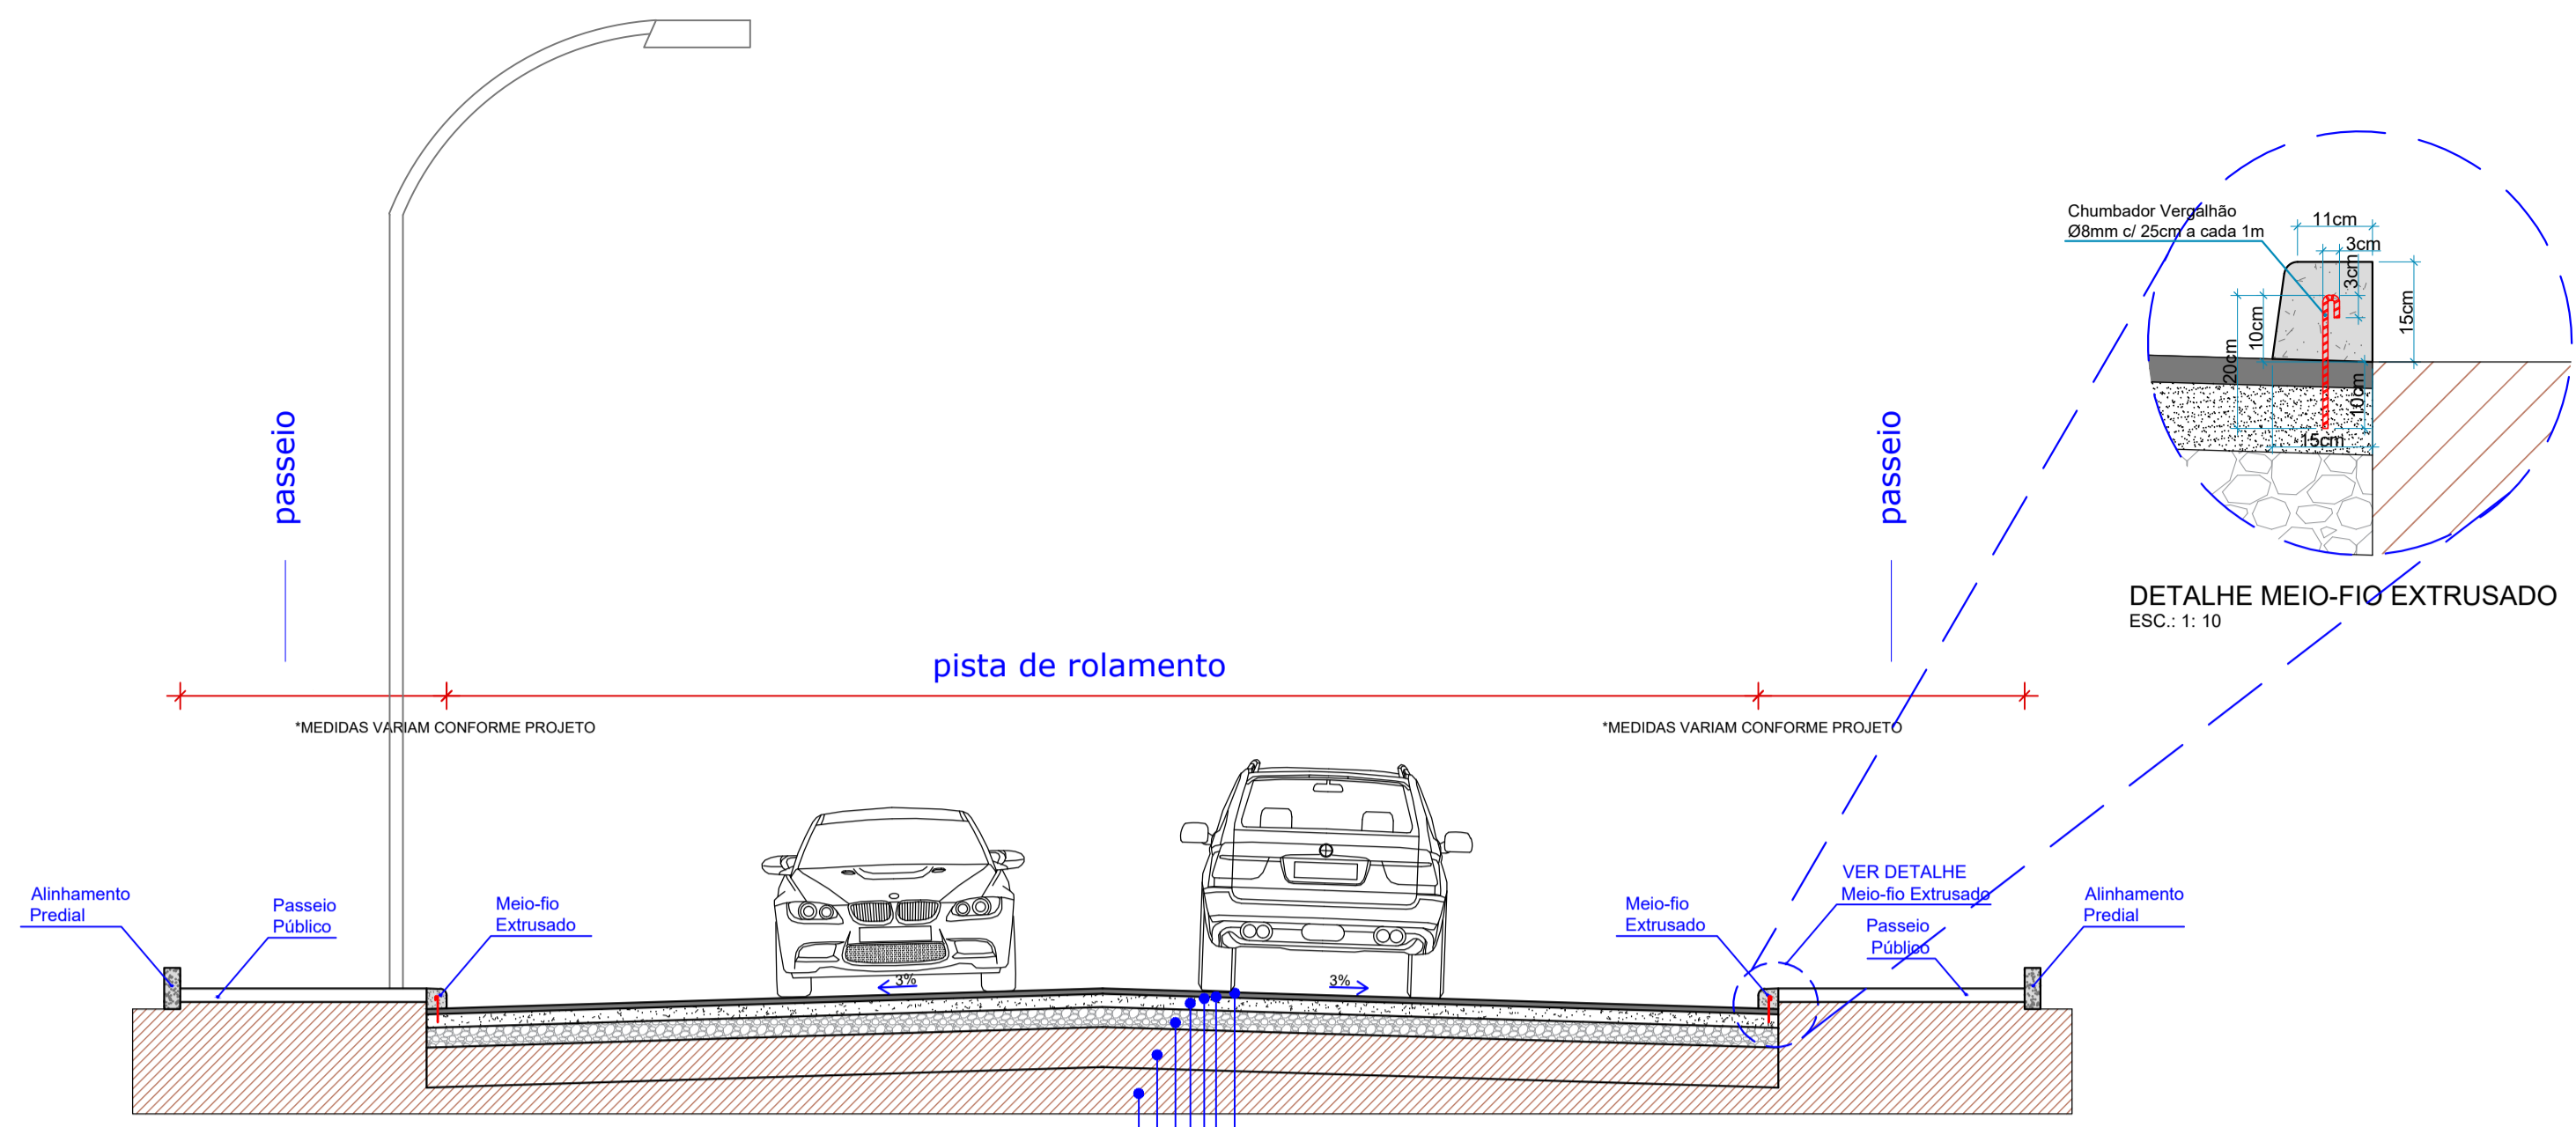 Chumbador Vergalhão
Ø8mm c/ 25cm a cada 1m
11cm
3cm
3cm
15cm
10cm
20cm
10cm
15cm
DETALHE MEIO-FIO EXTRUSADO
ESC.: 1: 10
passeio
passeio
pista de rolamento
*MEDIDAS VARIAM CONFORME PROJETO
*MEDIDAS VARIAM CONFORME PROJETO
Alinhamento
Predial
Passeio
Público
Meio-fio
Extrusado
3%
3%
Meio-fio
Extrusado
VER DETALHE
Meio-fio Extrusado
Passeio
Público
Alinhamento
Predial